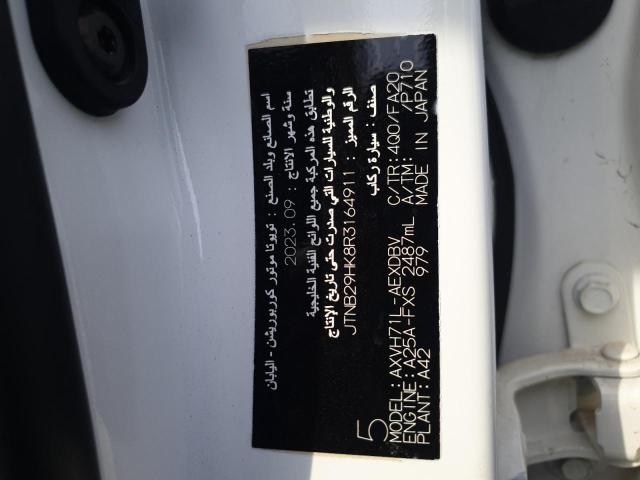 اسم الصانع وبلد الصنع : تويوتا موتور كوربوريشن - اليابان
سنة وشهر الانتاج : 2023.09
تطابق هذه المركبة جميع اللوائح الفنية الخليجية
والوطنية للسيارات التي صدرت حتى تاريخ الإنتاج
الرقم المميز : JTNB29HK8R3164911
صنف : سيارة ركاب
5
MODEL: AXVH71L-AEXDBV C/TR: 4Q0/FA20
ENGINE: A25A-FXS 2487mL A/TM: /P710
PLANT: A42 979 MADE IN JAPAN